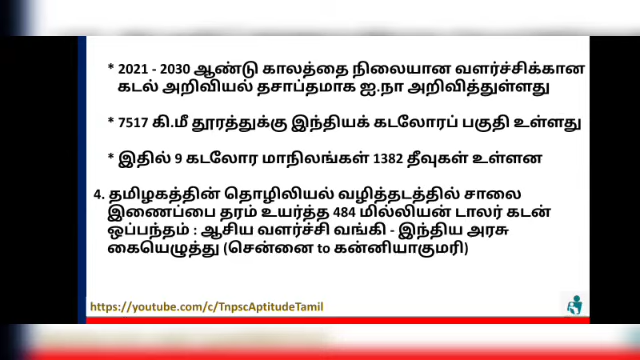 * 2021 - 2030 ஆண்டு காலத்தை நிலையான வளர்ச்சிக்கான
கடல் அறிவியல் தசாப்தமாக ஐ.நா அறிவித்துள்ளது
* 7517 கி.மீ தூரத்துக்கு இந்தியக் கடலோரப் பகுதி உள்ளது
* இதில் 9 கடலோர மாநிலங்கள் 1382 தீவுகள் உள்ளன
4. தமிழகத்தின் தொழிலியல் வழித்தடத்தில் சாலை
இணைப்பை தரம் உயர்த்த 484 மில்லியன் டாலர் கடன்
ஒப்பந்தம் : ஆசிய வளர்ச்சி வங்கி - இந்திய அரசு
கையெழுத்து (சென்னை to கன்னியாகுமரி)
https://youtube.com/c/TnpscAptitudeTamil